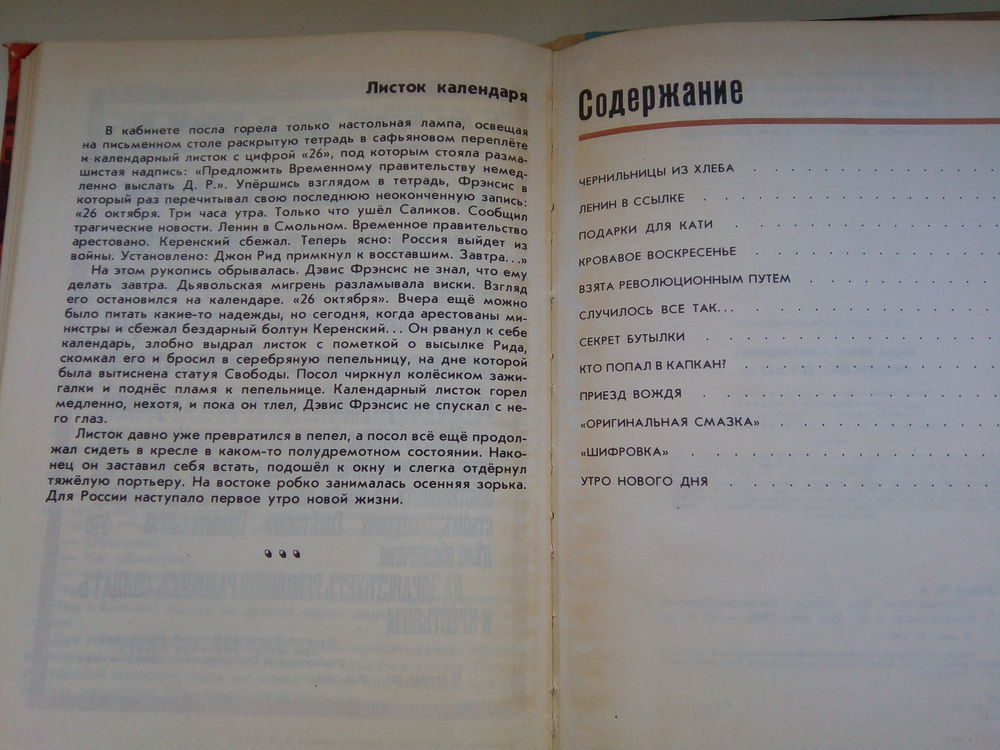 Листок календаря
В кабинете посла горела только настольная лампа, освещая
на письменном столе раскрытую тетрадь в сафьяновом переплёте
и календарный листок с цифрой «26», под которым стояла разма-
шистая надпись: «Предложить Временному правительству немед-
ленно выслать Д. Р.». Упёршись взглядом в тетрадь, Фрэнсис в
который раз перечитывал свою последнюю неоконченную запись:
«26 октября. Три часа утра. Только что ушёл Саликов. Сообщил
трагические новости. Ленин в Смольном. Временное правительство
арестовано. Керенский сбежал. Теперь ясно: Россия выйдет из
войны. Установлено: Джон Рид примкнул к восставшим. Завтра...»
На этом рукопись обрывалась. Дэвис Фрэнсис не знал, что ему
делать завтра. Дьявольская мигрень разламывала виски. Взгляд
его остановился на календаре. «26 октября». Вчера ещё можно
было питать какие-то надежды, но сегодня, когда арестованы ми-
нистры и сбежал бездарный болтун Керенский... Он рванул к себе
календарь, злобно выдрал листок с пометкой о высылке Рида,
скомкал его и бросил в серебряную пепельницу, на дне которой
была вытиснена статуя Свободы. Посол чиркнул колёсиком зажи-
галки и поднёс пламя к пепельнице. Календарный листок горел
медленно, нехотя, и пока он тлел, Дэвис Фрэнсис не спускал с не-
го глаз.
Листок давно уже превратился в пепел, а посол всё ещё продол-
жал сидеть в кресле в каком-то полудремотном состоянии. Нако-
нец он заставил себя встать, подошёл к окну и слегка отдёрнул
тяжёлую портьеру. На востоке робко занималась осенняя зорька.
Для России наступало первое утро новой жизни.
Содержание
ЧЕРНИЛЬНИЦЫ ИЗ ХЛЕБА
ЛЕНИН В ССЫЛКЕ
ПОДАРКИ ДЛЯ КАТИ
КРОВАВОЕ ВОСКРЕСЕНЬЕ
ВЗЯТА РЕВОЛЮЦИОННЫМ ПУТЕМ
СЛУЧИЛОСЬ ВСЕ ТАК...
СЕКРЕТ БУТЫЛКИ
КТО ПОПАЛ В КАПКАН?
ПРИЕЗД ВОЖДЯ
«ОРИГИНАЛЬНАЯ СМАЗКА»
«ШИФРОВКА»
УТРО НОВОГО ДНЯ